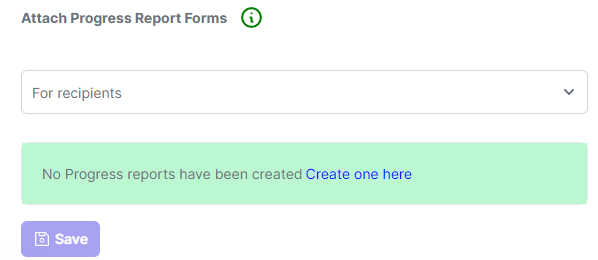 Attach Progress Report Forms
For recipients
No Progress reports have been created Create one here
Save